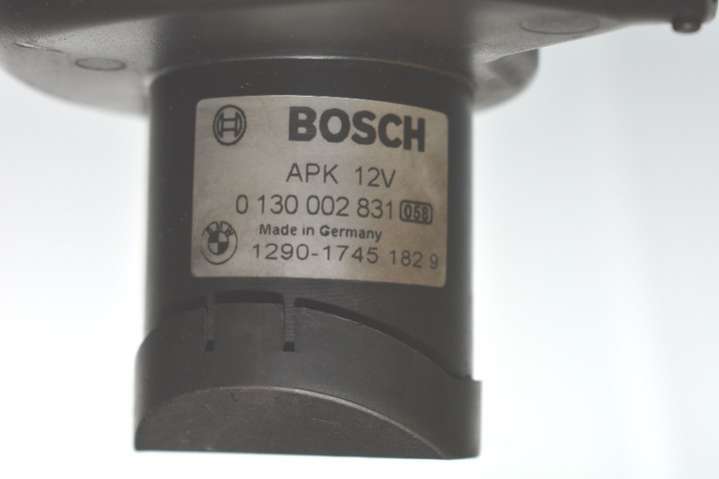 BOSCH
APK 12V
0 130 002 831 058
Made in Germany
1290-1745 182 9